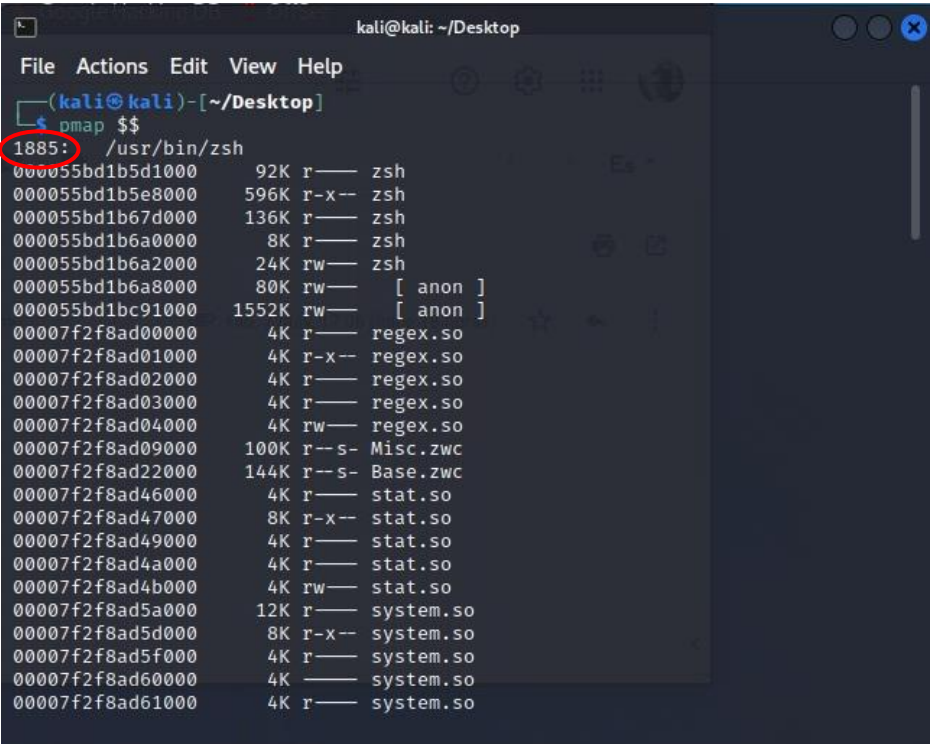 kali@kali: ~/Desktop
File Actions Edit View Help
┌──(kali㉿kali)-[~/Desktop]
└─$ pmap $$
1885:   /usr/bin/zsh
000055bd1b5d1000     92K r---- zsh
000055bd1b5e8000    596K r-x-- zsh
000055bd1b67d000    136K r---- zsh
000055bd1b6a0000      8K r---- zsh
000055bd1b6a2000     24K rw--- zsh
000055bd1b6a8000     80K rw---   [ anon ]
000055bd1bc91000   1552K rw---   [ anon ]
00007f2f8ad00000      4K r---- regex.so
00007f2f8ad01000      4K r-x-- regex.so
00007f2f8ad02000      4K r---- regex.so
00007f2f8ad03000      4K r---- regex.so
00007f2f8ad04000      4K rw--- regex.so
00007f2f8ad09000    100K r--s- Misc.zwc
00007f2f8ad22000    144K r--s- Base.zwc
00007f2f8ad46000      4K r---- stat.so
00007f2f8ad47000      8K r-x-- stat.so
00007f2f8ad49000      4K r---- stat.so
00007f2f8ad4a000      4K r---- stat.so
00007f2f8ad4b000      4K rw--- stat.so
00007f2f8ad5a000     12K r---- system.so
00007f2f8ad5d000      8K r-x-- system.so
00007f2f8ad5f000      4K r---- system.so
00007f2f8ad60000      4K ----- system.so
00007f2f8ad61000      4K r---- system.so